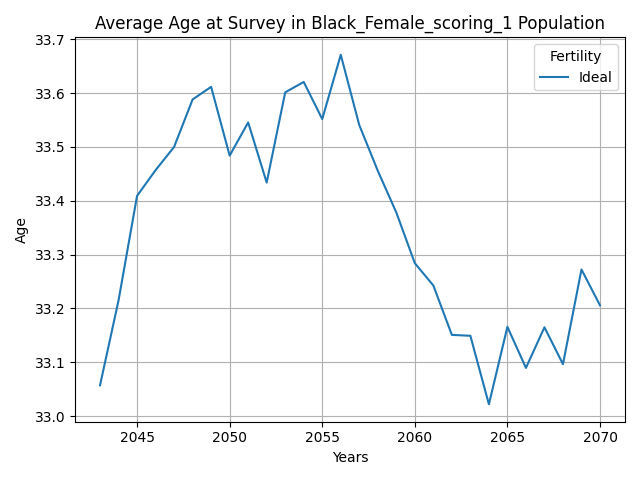 Average Age at Survey in Black_Female_scoring_1 Population
Fertility
Ideal
33.7
33.6
33.5
33.4
33.3
33.2
33.1
33.0
Age
2045 2050 2055 2060 2065 2070
Years